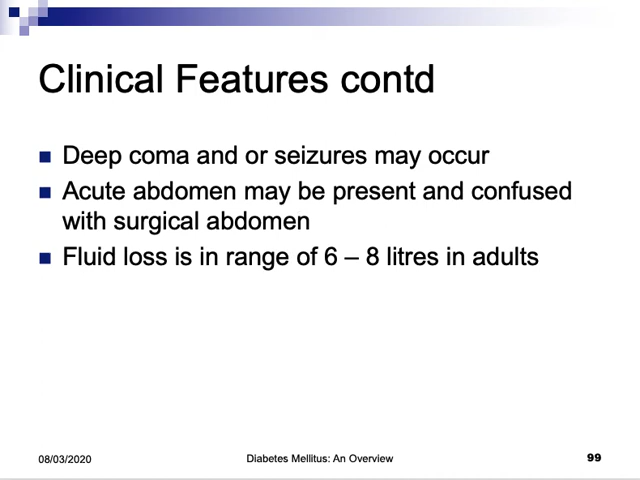 Clinical Features contd
Deep coma and or seizures may occur
Acute abdomen may be present and confused
with surgical abdomen
Fluid loss is in range of 6 – 8 litres in adults
08/03/2020
Diabetes Mellitus: An Overview
99